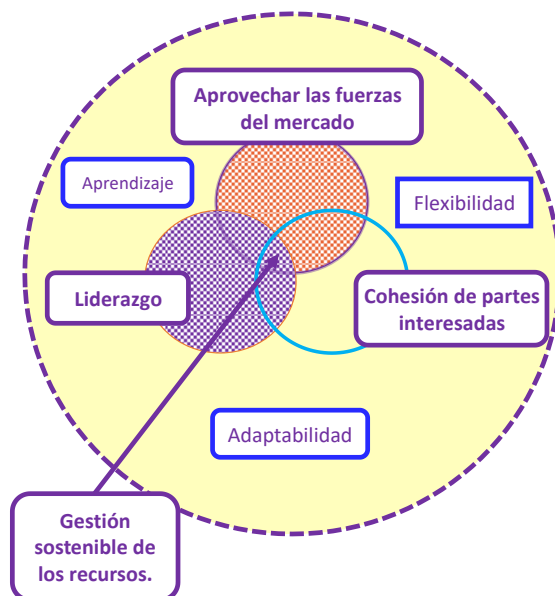 Aprovechar las fuerzas
del mercado
Aprendizaje
Flexibilidad
Liderazgo
Cohesión de partes
interesadas
Adaptabilidad
Gestión
sostenible de
los recursos.